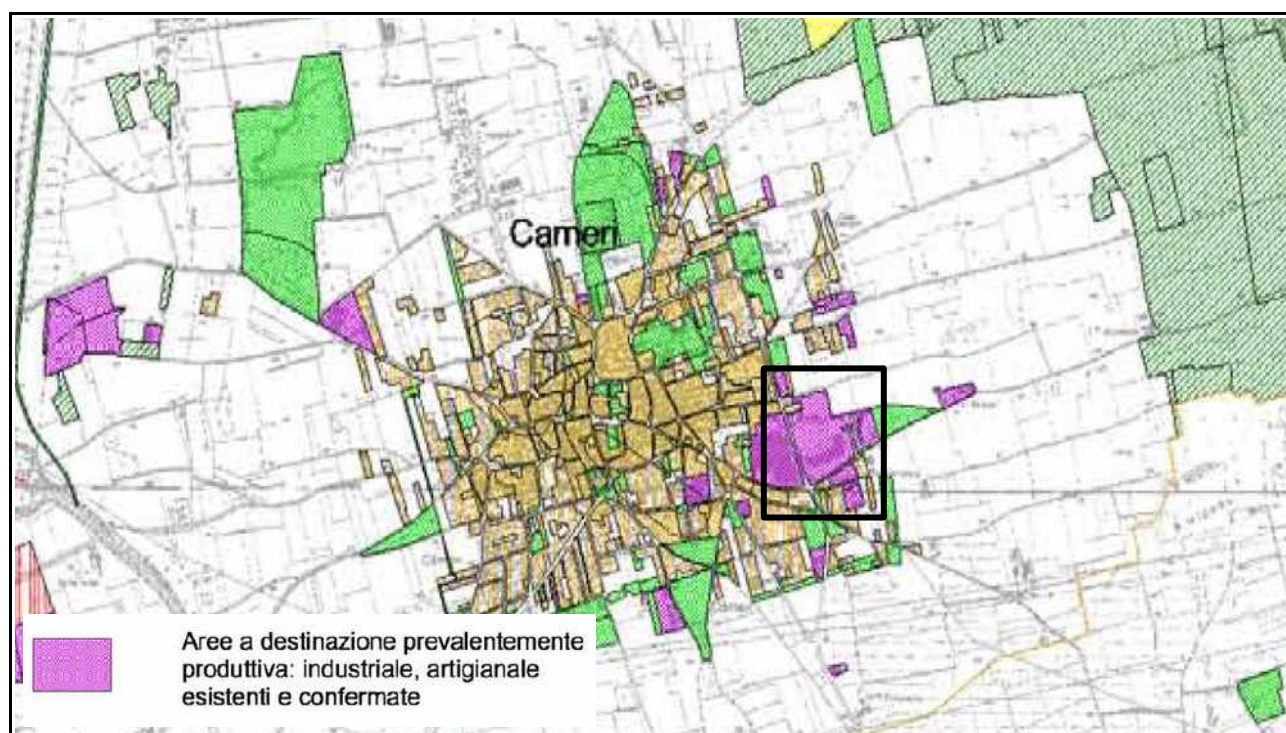 Cameri
Aree a destinazione prevalentemente
produttiva: industriale, artigianale
esistenti e confermate